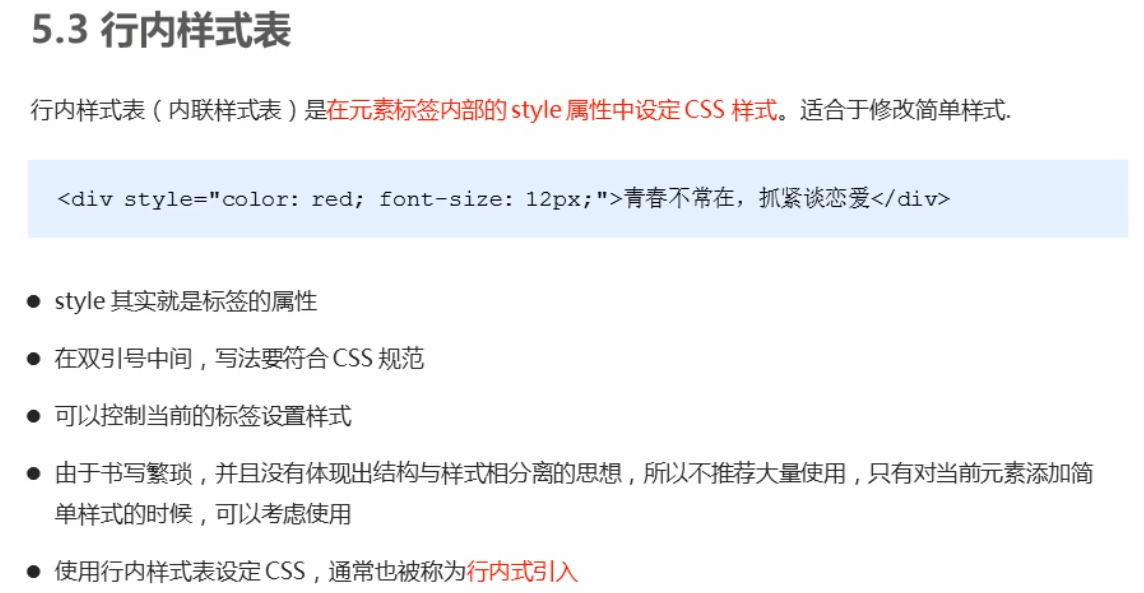 5.3 行内样式表
行内样式表（内联样式表）是在元素标签内部的 style 属性中设定 CSS 样式。适合于修改简单样式.
<div style="color: red; font-size: 12px;">青春不常在，抓紧谈恋爱</div>
● style 其实就是标签的属性
● 在双引号中间，写法要符合 CSS 规范
● 可以控制当前的标签设置样式
● 由于书写繁琐，并且没有体现出结构与样式相分离的思想，所以不推荐大量使用，只有对当前元素添加简
单样式的时候，可以考虑使用
● 使用行内样式表设定 CSS，通常也被称为行内式引入